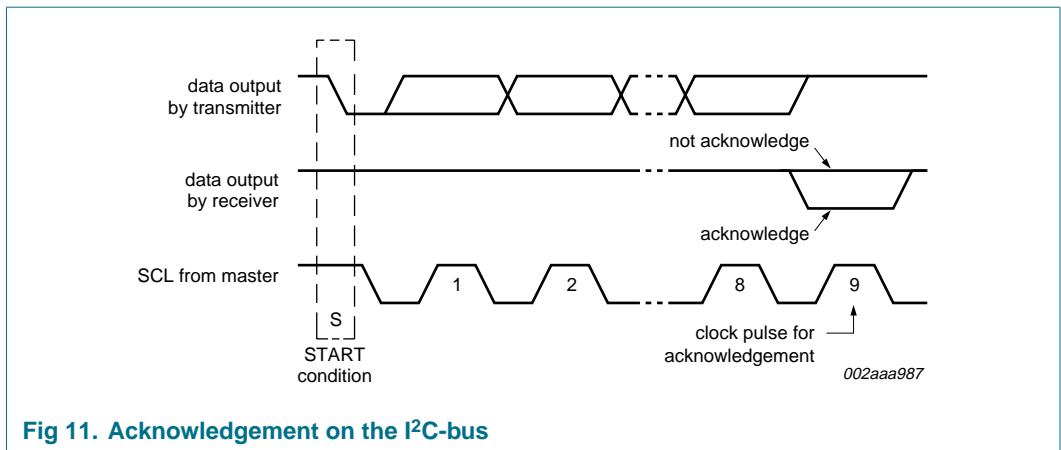 data output
by transmitter
not acknowledge
data output
by receiver
acknowledge
SCL from master
1
2
8
9
S
START
condition
clock pulse for
acknowledgement
002aaa987
Fig 11. Acknowledgement on the I²C-bus